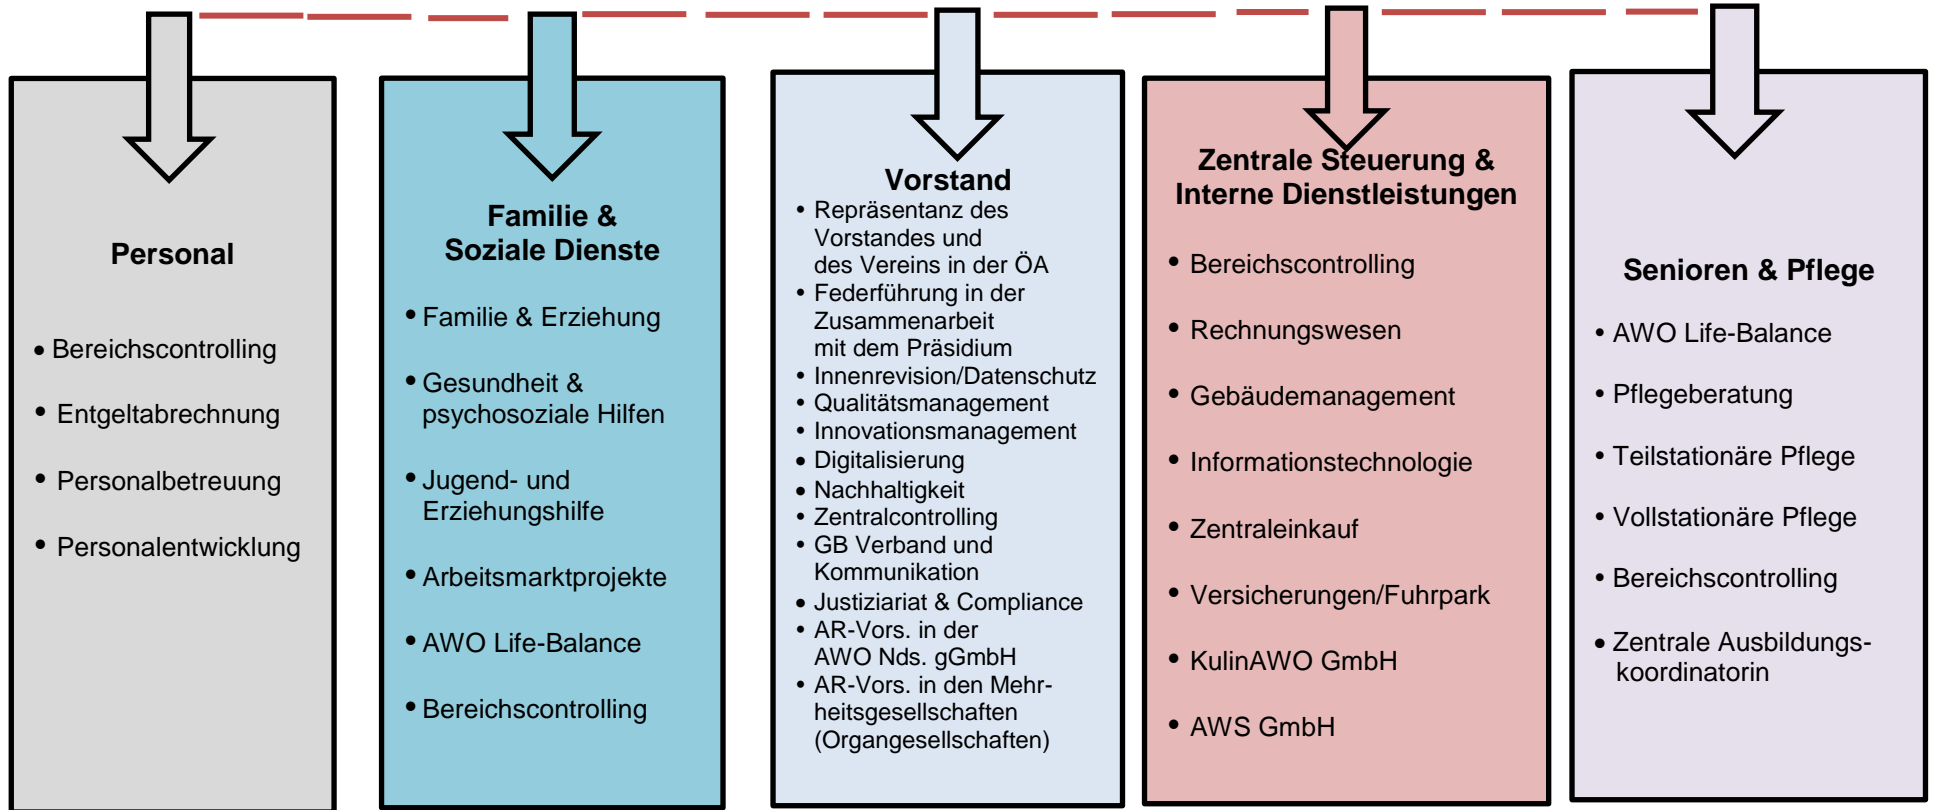 Personal
• Bereichscontrolling
• Entgeltabrechnung
• Personalbetreuung
• Personalentwicklung
Familie &
Soziale Dienste
• Familie & Erziehung
• Gesundheit &
psychosoziale Hilfen
• Jugend- und
Erziehungshilfe
• Arbeitsmarktprojekte
• AWO Life-Balance
• Bereichscontrolling
Vorstand
• Repräsentanz des
Vorstandes und
des Vereins in der ÖA
• Federführung in der
Zusammenarbeit
mit dem Präsidium
• Innenrevision/Datenschutz
• Qualitätsmanagement
• Innovationsmanagement
• Digitalisierung
• Nachhaltigkeit
• Zentralcontrolling
• GB Verband und
Kommunikation
• Justiziariat & Compliance
• AR-Vors. in der
AWO Nds. gGmbH
• AR-Vors. in den Mehr-
heitsgesellschaften
(Organgesellschaften)
Zentrale Steuerung &
Interne Dienstleistungen
• Bereichscontrolling
• Rechnungswesen
• Gebäudemanagement
• Informationstechnologie
• Zentraleinkauf
• Versicherungen/Fuhrpark
• KulinAWO GmbH
• AWS GmbH
Senioren & Pflege
• AWO Life-Balance
• Pflegeberatung
• Teilstationäre Pflege
• Vollstationäre Pflege
• Bereichscontrolling
• Zentrale Ausbildungs-
koordinatorin